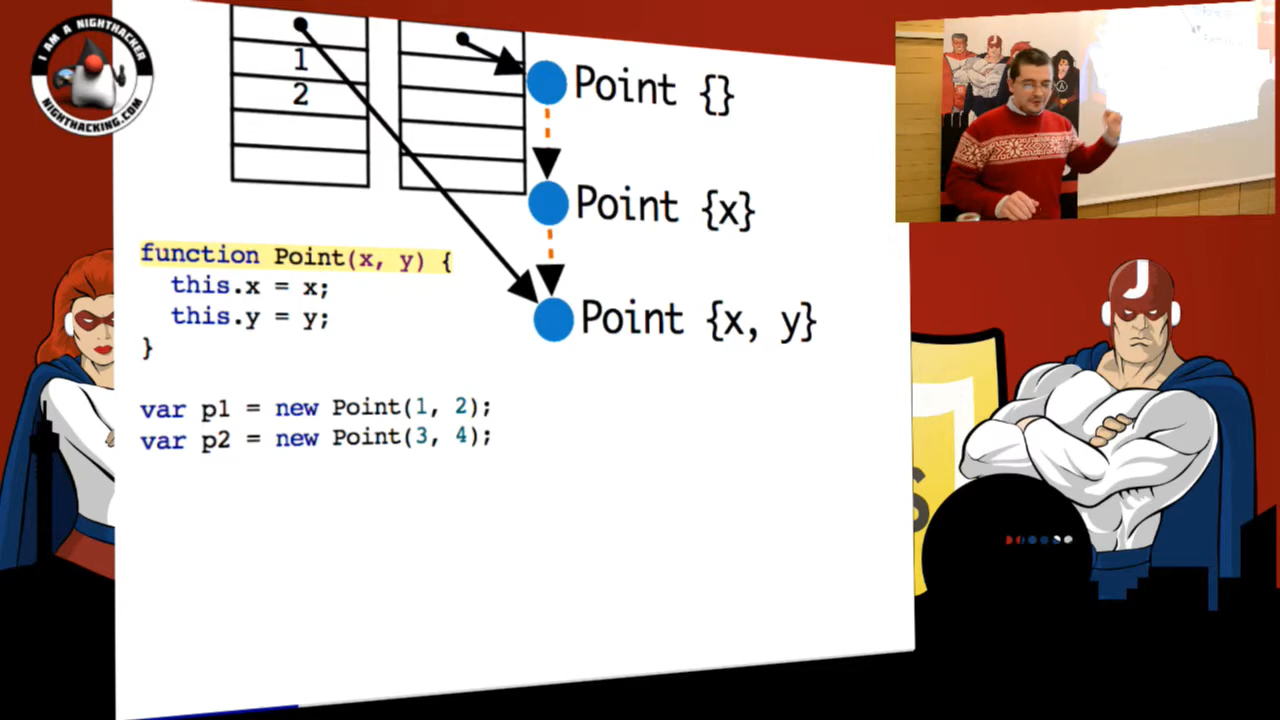 I AM A NIGHTHACKER
NIGHTHACKING.COM
1
2
Point {}
Point {x}
Point {x, y}
function Point(x, y) {
this.x = x;
this.y = y;
}
var p1 = new Point(1, 2);
var p2 = new Point(3, 4);
J
S